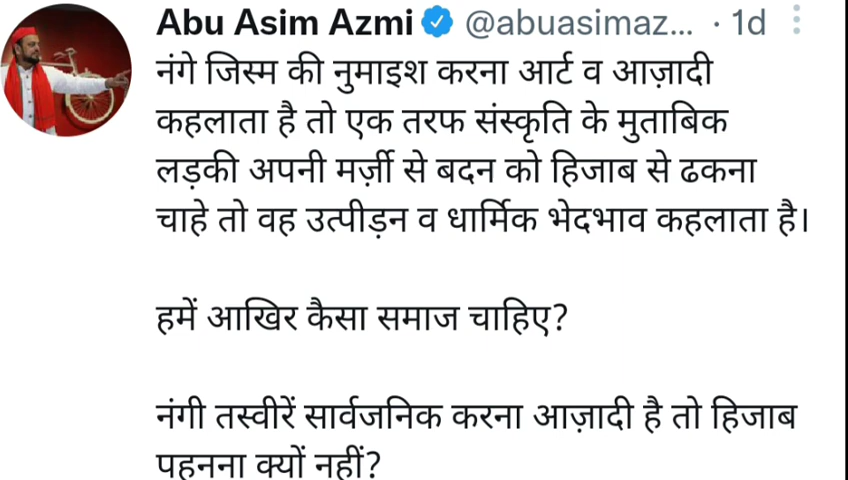 Abu Asim Azmi @abuasimaz... · 1d
नंगे जिस्म की नुमाइश करना आर्ट व आज़ादी
कहलाता है तो एक तरफ संस्कृति के मुताबिक
लड़की अपनी मर्ज़ी से बदन को हिजाब से ढकना
चाहे तो वह उत्पीड़न व धार्मिक भेदभाव कहलाता है।
हमें आखिर कैसा समाज चाहिए?
नंगी तस्वीरें सार्वजनिक करना आज़ादी है तो हिजाब
पहनना क्यों नहीं?